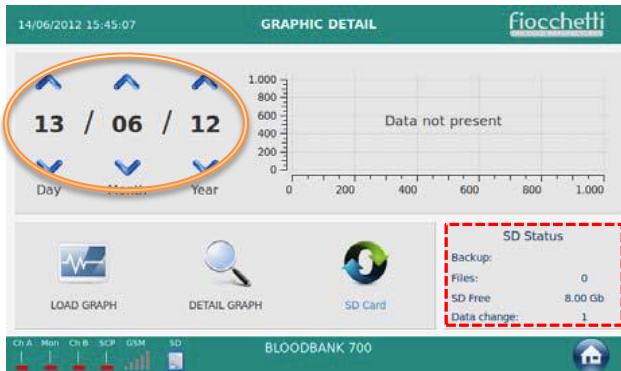 14/06/2012 15:45:07 GRAPHIC DETAIL fiocchetti
13 / 06 / 12
Day Month Year
1.000
800
600
400
200
0
Data not present
0 200 400 600 800 1.000
LOAD GRAPH DETAIL GRAPH SD Card
SD Status
Backup:
Files: 0
SD Free 8.00 Gb
Data change: 1
Ch A Mon Ch B SCP GSM SD
BLOODBANK 700